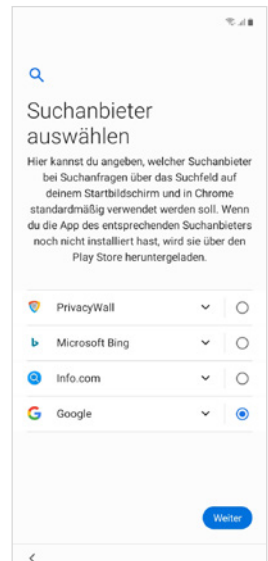 Suchanbieter
auswählen
Hier kannst du angeben, welcher Suchanbieter
bei Suchanfragen über das Suchfeld auf
deinem Startbildschirm und in Chrome
standardmäßig verwendet werden soll. Wenn
du die App des entsprechenden Suchanbieters
noch nicht installiert hast, wird sie über den
Play Store heruntergeladen.
PrivacyWall
Microsoft Bing
Info.com
Google
Weiter